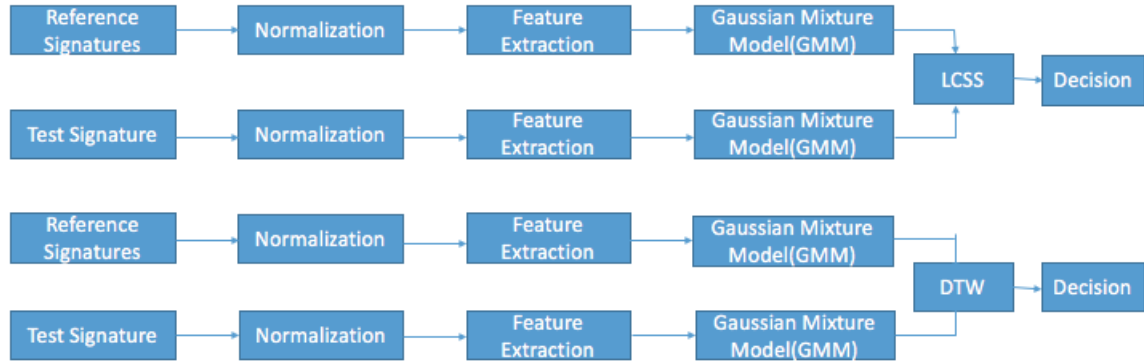 Reference
Signatures
Normalization
Feature
Extraction
Gaussian Mixture
Model(GMM)
LCSS
Decision
Test Signature
Normalization
Feature
Extraction
Gaussian Mixture
Model(GMM)
Reference
Signatures
Normalization
Feature
Extraction
Gaussian Mixture
Model(GMM)
DTW
Decision
Test Signature
Normalization
Feature
Extraction
Gaussian Mixture
Model(GMM)